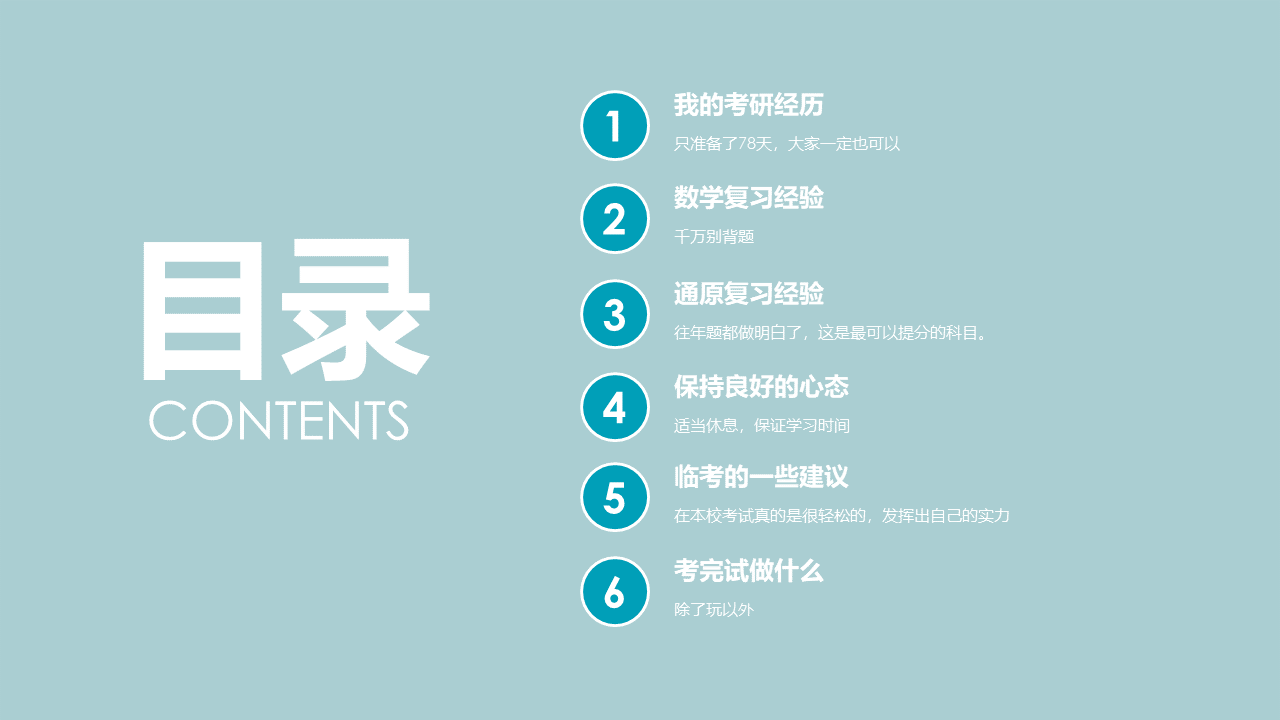 目录
CONTENTS
1
我的考研经历
只准备了78天，大家一定也可以
2
数学复习经验
千万别背题
3
通原复习经验
往年题都做明白了，这是最可以提分的科目。
4
保持良好的心态
适当休息，保证学习时间
5
临考的一些建议
在本校考试真的是很轻松的，发挥出自己的实力
6
考完试做什么
除了玩以外